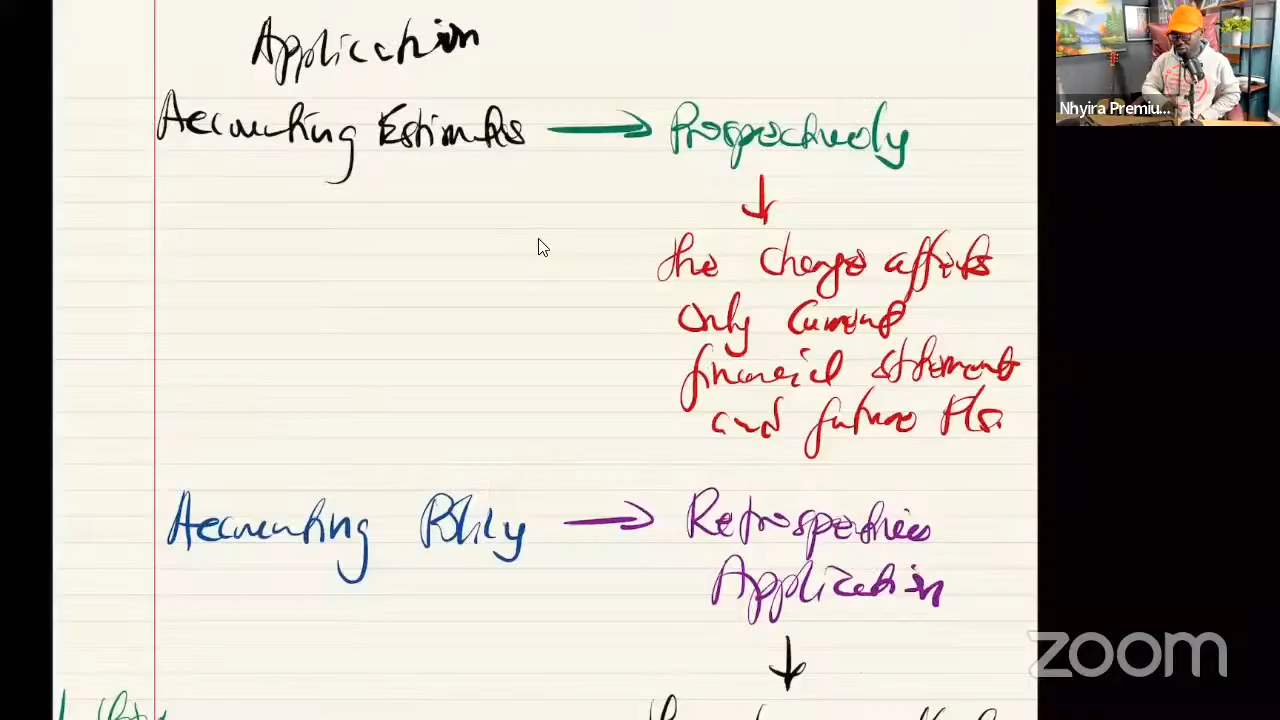 Application
Accounting Estimates → Prospectively
↓
the change affects
only current
financial statement
and future F/s.
Accounting Policy → Retrospective
Application
↓
Nhyira Premiu...
zoom